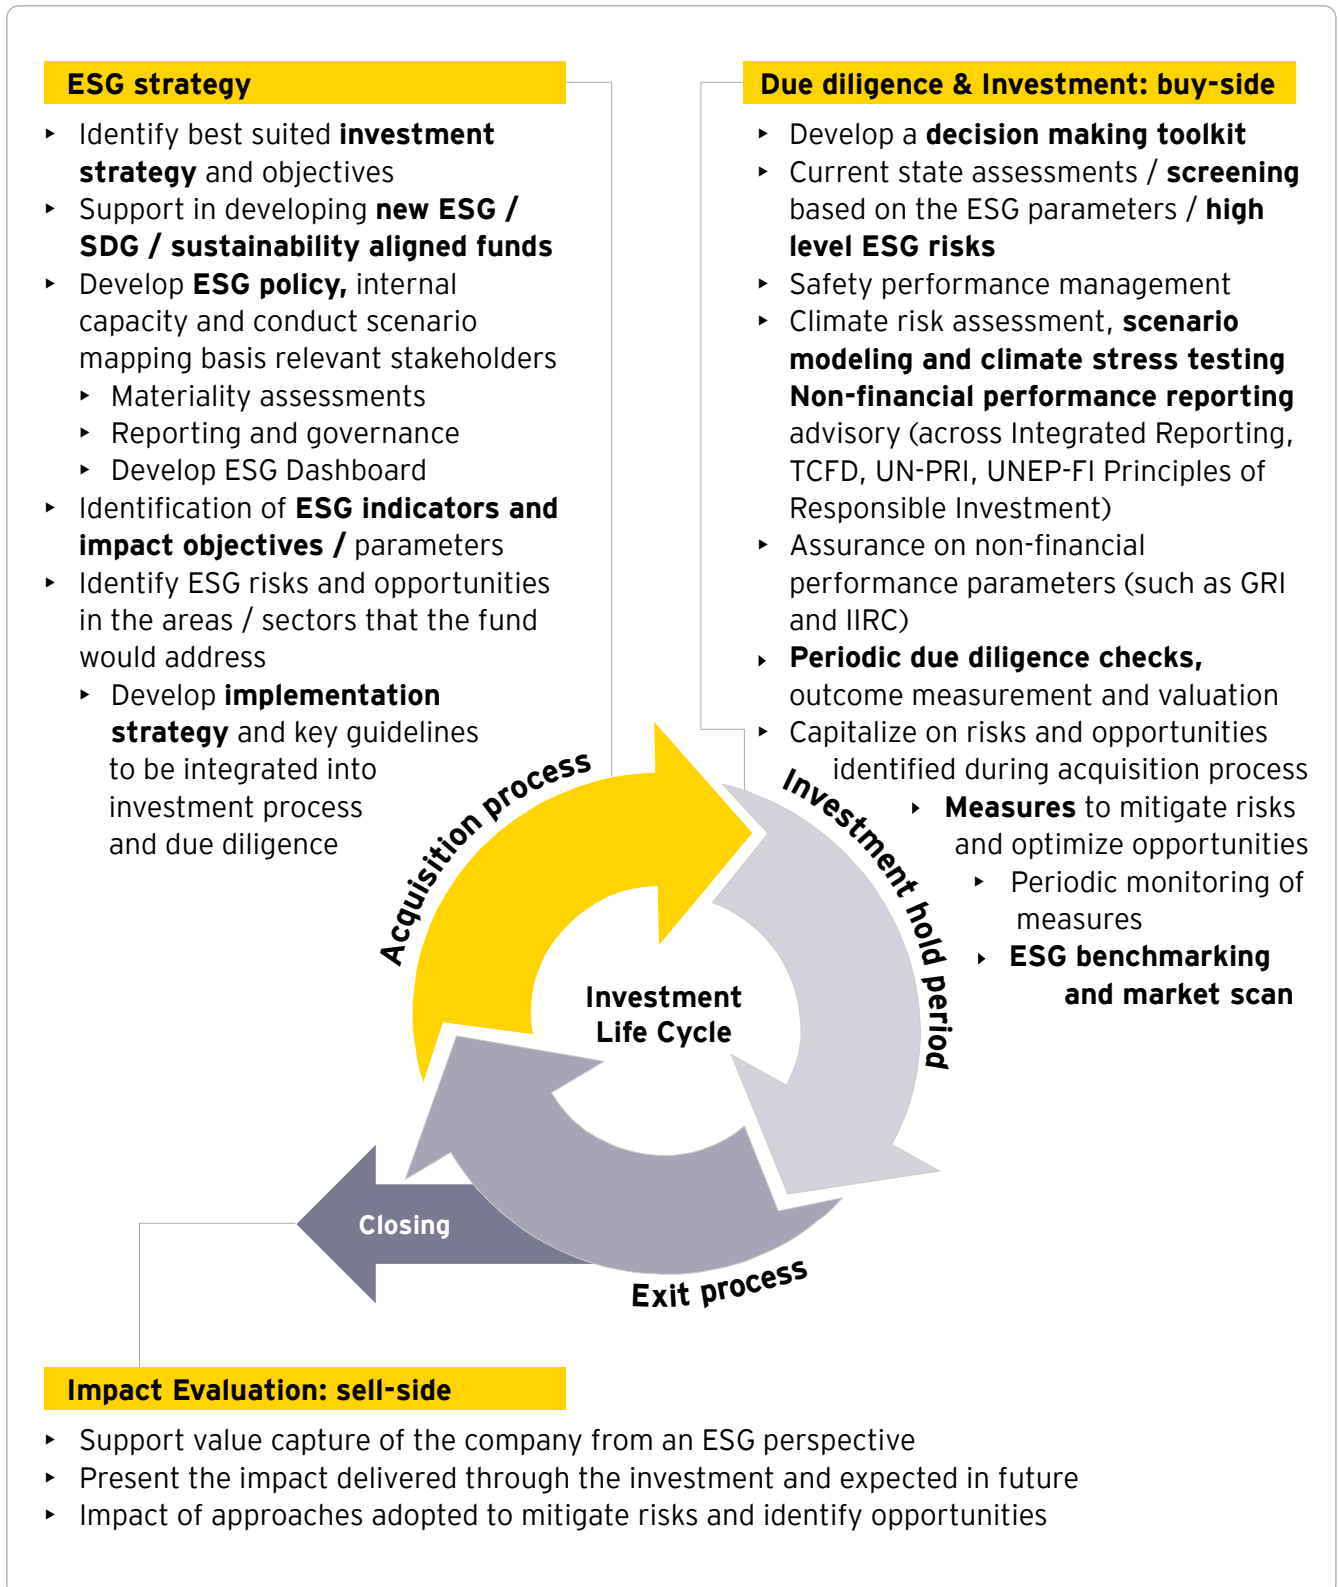 ESG strategy
‣ Identify best suited investment
strategy and objectives
‣ Support in developing new ESG /
SDG / sustainability aligned funds
‣ Develop ESG policy, internal
capacity and conduct scenario
mapping basis relevant stakeholders
‣ Materiality assessments
‣ Reporting and governance
‣ Develop ESG Dashboard
‣ Identification of ESG indicators and
impact objectives / parameters
‣ Identify ESG risks and opportunities
in the areas / sectors that the fund
would address
‣ Develop implementation
strategy and key guidelines
to be integrated into
investment process
and due diligence
Due diligence & Investment: buy-side
‣ Develop a decision making toolkit
‣ Current state assessments / screening
based on the ESG parameters / high
level ESG risks
‣ Safety performance management
‣ Climate risk assessment, scenario
modeling and climate stress testing
Non-financial performance reporting
advisory (across Integrated Reporting,
TCFD, UN-PRI, UNEP-FI Principles of
Responsible Investment)
‣ Assurance on non-financial
performance parameters (such as GRI
and IIRC)
‣ Periodic due diligence checks,
outcome measurement and valuation
‣ Capitalize on risks and opportunities
identified during acquisition process
‣ Measures to mitigate risks
and optimize opportunities
‣ Periodic monitoring of
measures
‣ ESG benchmarking
and market scan
Acquisition process
Investment hold period
Investment
Life Cycle
Closing
Exit process
Impact Evaluation: sell-side
‣ Support value capture of the company from an ESG perspective
‣ Present the impact delivered through the investment and expected in future
‣ Impact of approaches adopted to mitigate risks and identify opportunities